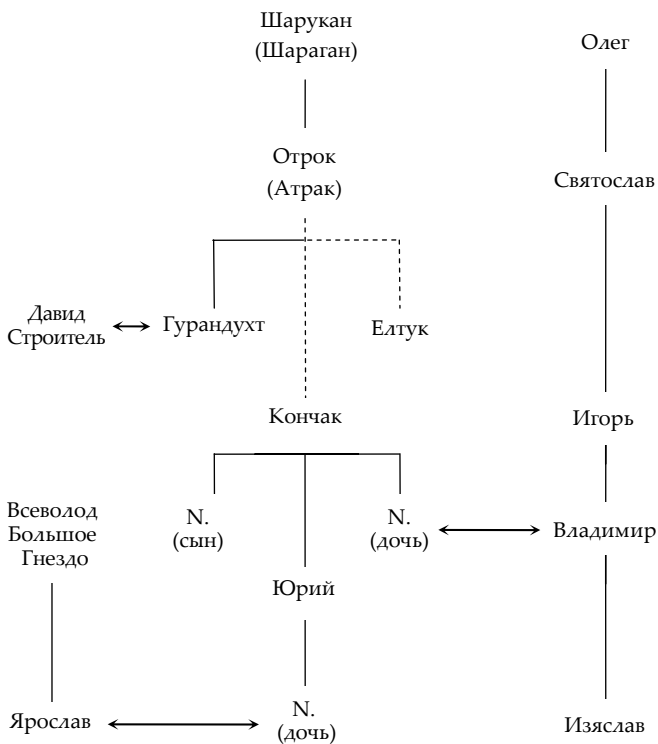 Шарукан
(Шараган)
Олег
Отрок
(Атрак)
Святослав
Давид
Строитель
Гурандухт
Елтук
Кончак
Игорь
Всеволод
Большое
Гнездо
N.
(сын)
N.
(дочь)
Владимир
Юрий
Ярослав
N.
(дочь)
Изяслав